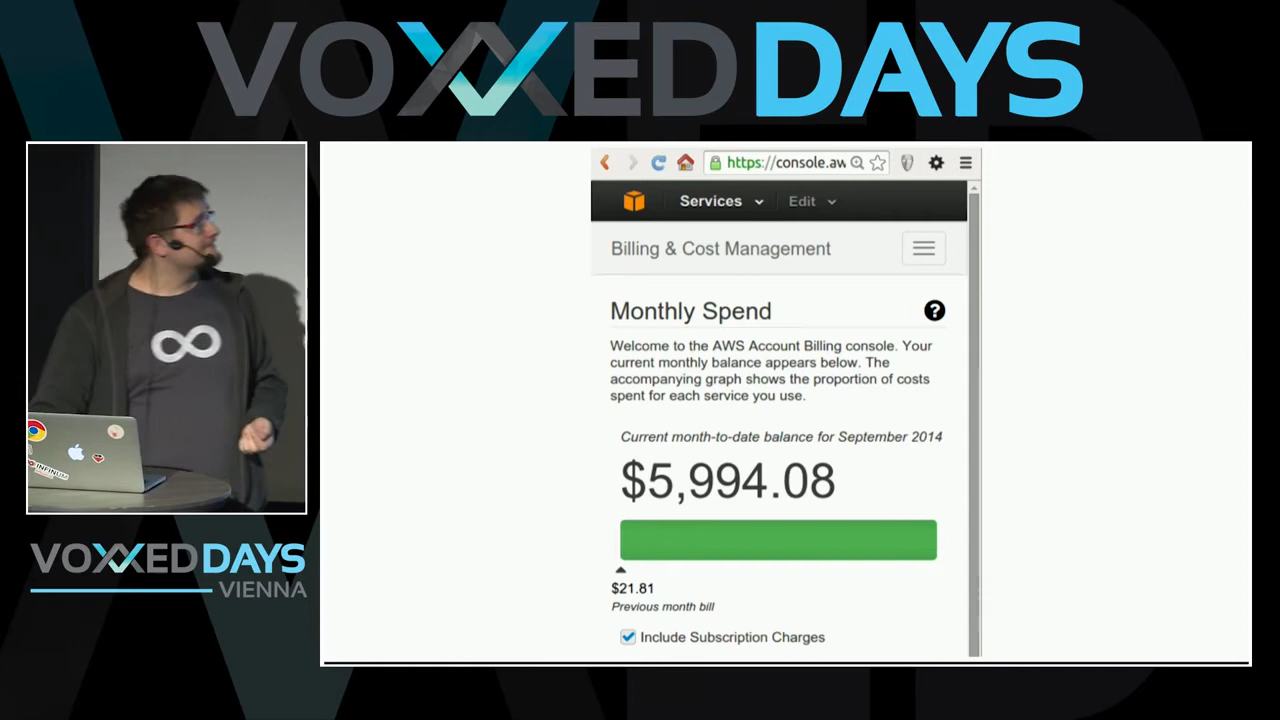 VOXXED DAYS
https://console.aw
Services
Edit
Billing & Cost Management
Monthly Spend
?
Welcome to the AWS Account Billing console. Your
current monthly balance appears below. The
accompanying graph shows the proportion of costs
spent for each service you use.
Current month-to-date balance for September 2014
$5,994.08
$21.81
Previous month bill
Include Subscription Charges
INFINUM
VOXXED DAYS
VIENNA